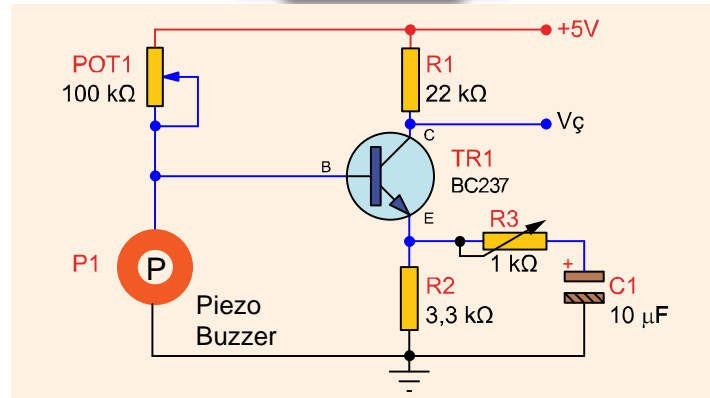 +5V
POT1
100 kΩ
R1
22 kΩ
Vç
C
B
TR1
BC237
E
R3
1 kΩ
P1
P
Piezo
Buzzer
R2
3,3 kΩ
+
C1
10 µF